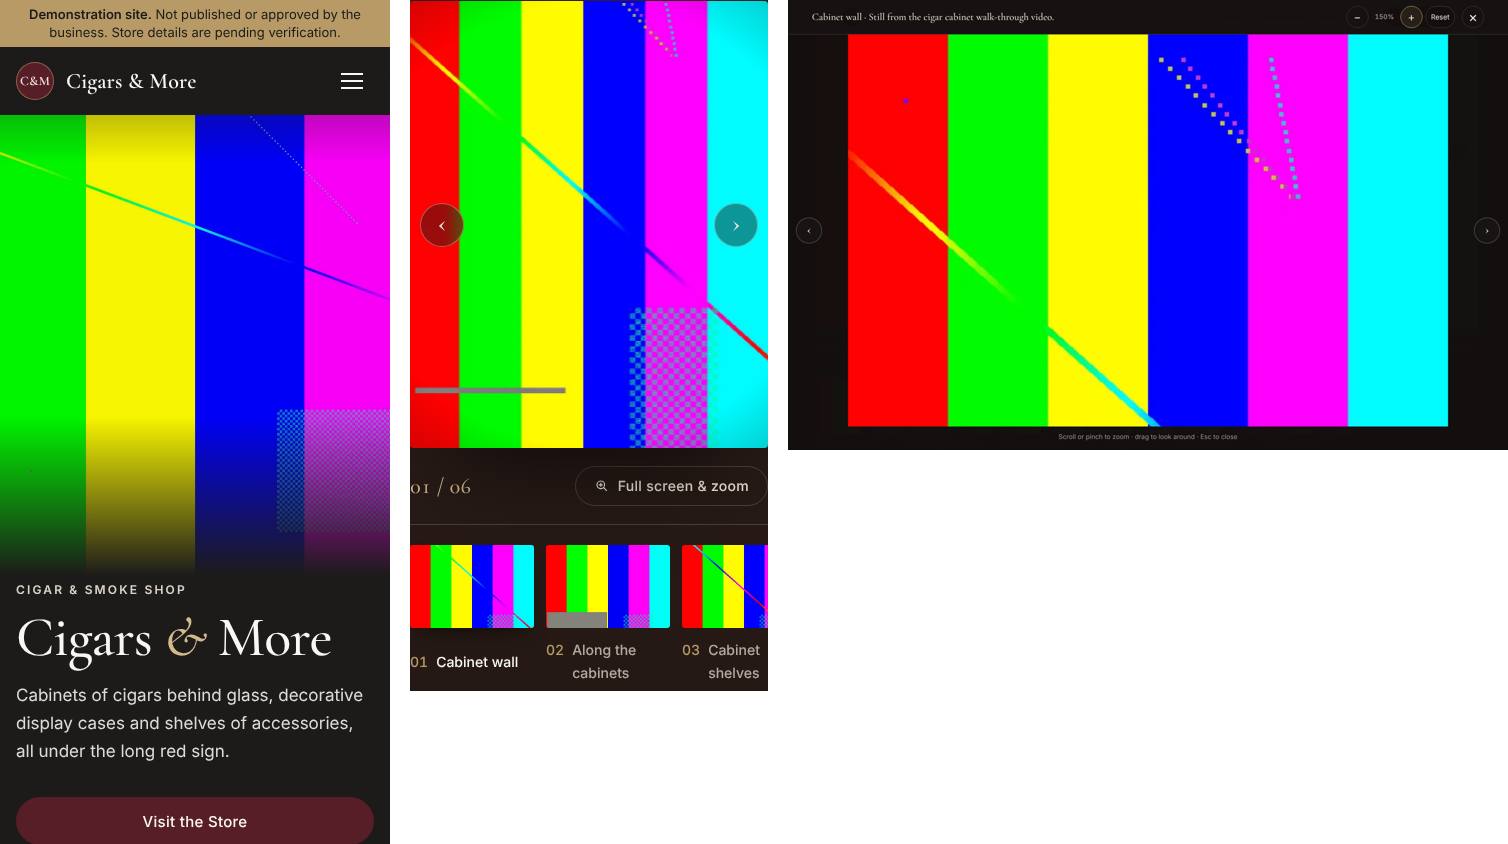 Demonstration site. Not published or approved by the
business. Store details are pending verification.
C&M
Cigars & More
CIGAR & SMOKE SHOP
Cigars & More
Cabinets of cigars behind glass, decorative
display cases and shelves of accessories,
all under the long red sign.
Visit the Store
01 / 06
Full screen & zoom
01 Cabinet wall
02 Along the
cabinets
03 Cabinet
shelves
Cabinet wall · Still from the cigar cabinet walk-through video.
150%
Reset
Scroll or pinch to zoom · drag to look around · Esc to close